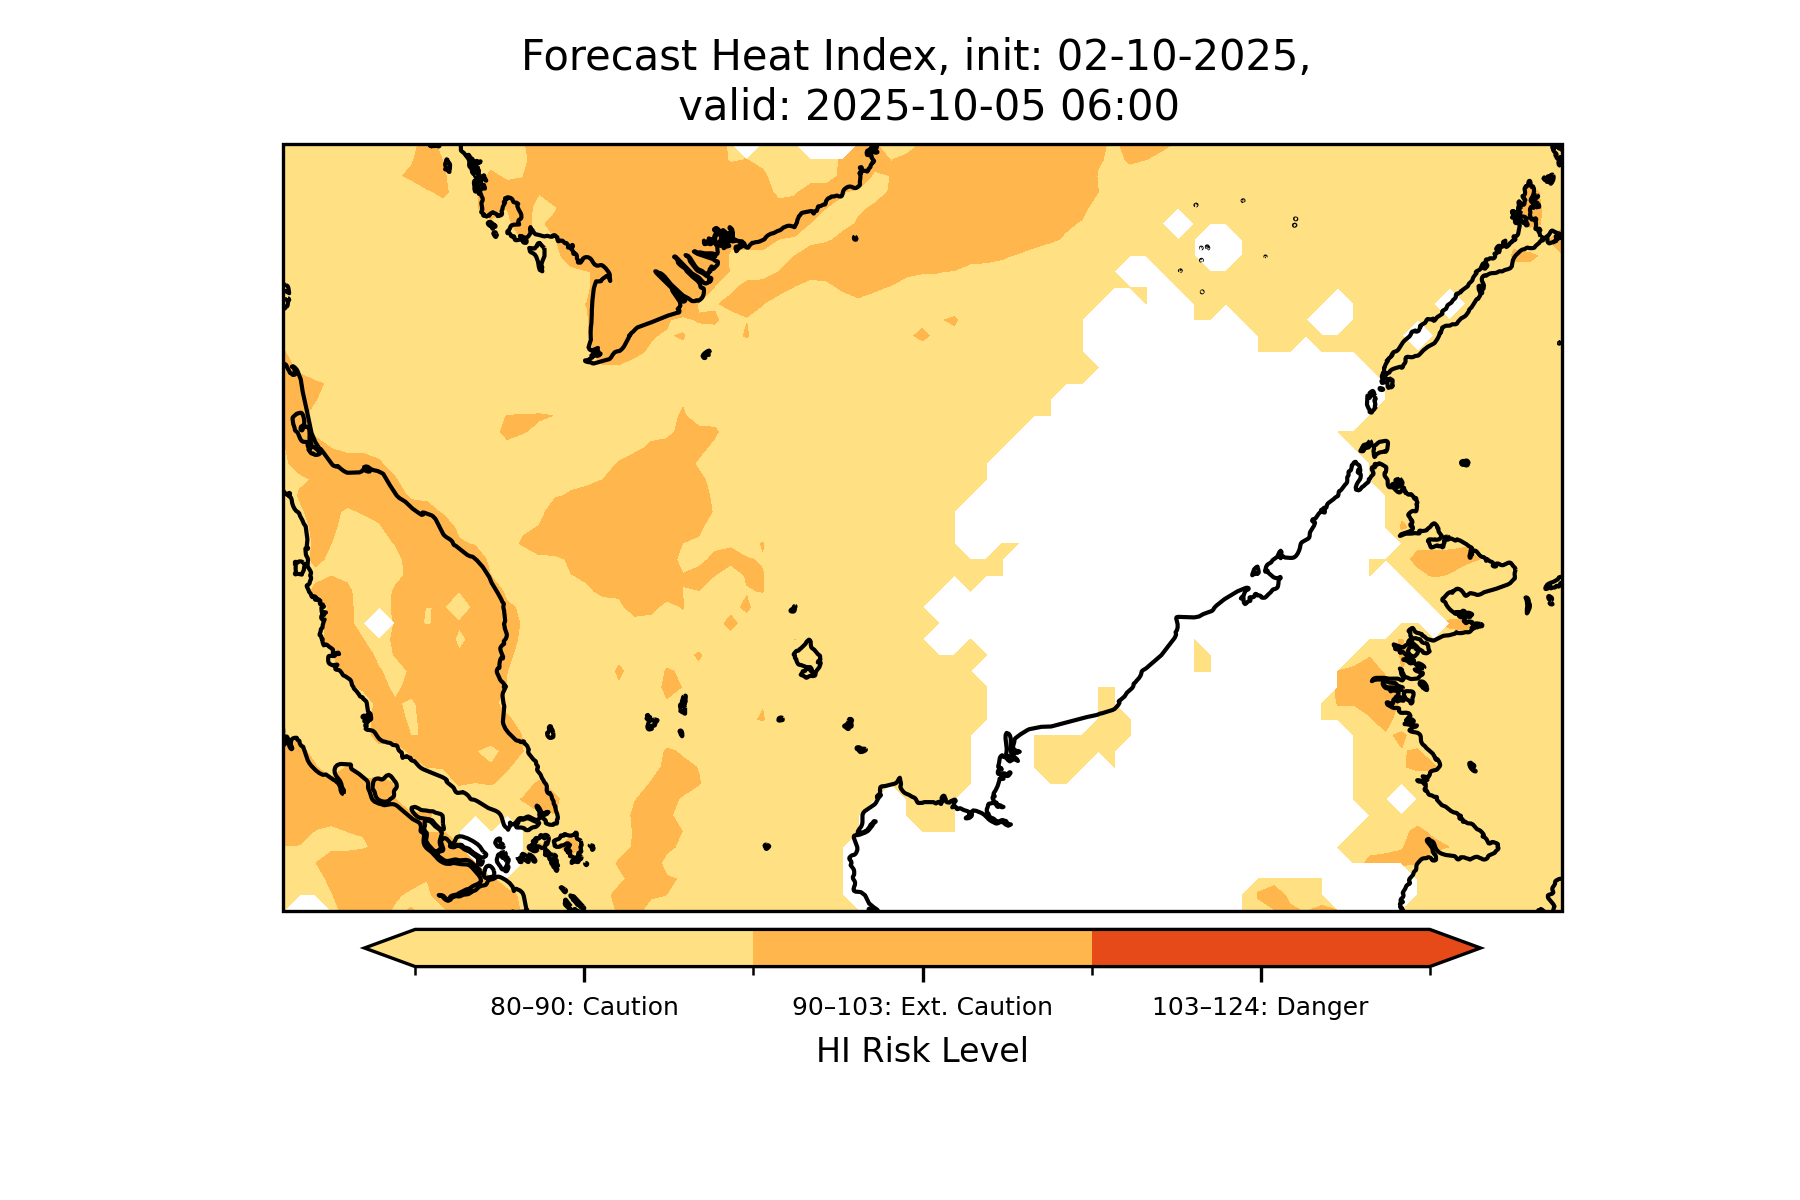 Forecast Heat Index, init: 02-10-2025,
valid: 2025-10-05 06:00
80–90: Caution
90–103: Ext. Caution
103–124: Danger
HI Risk Level